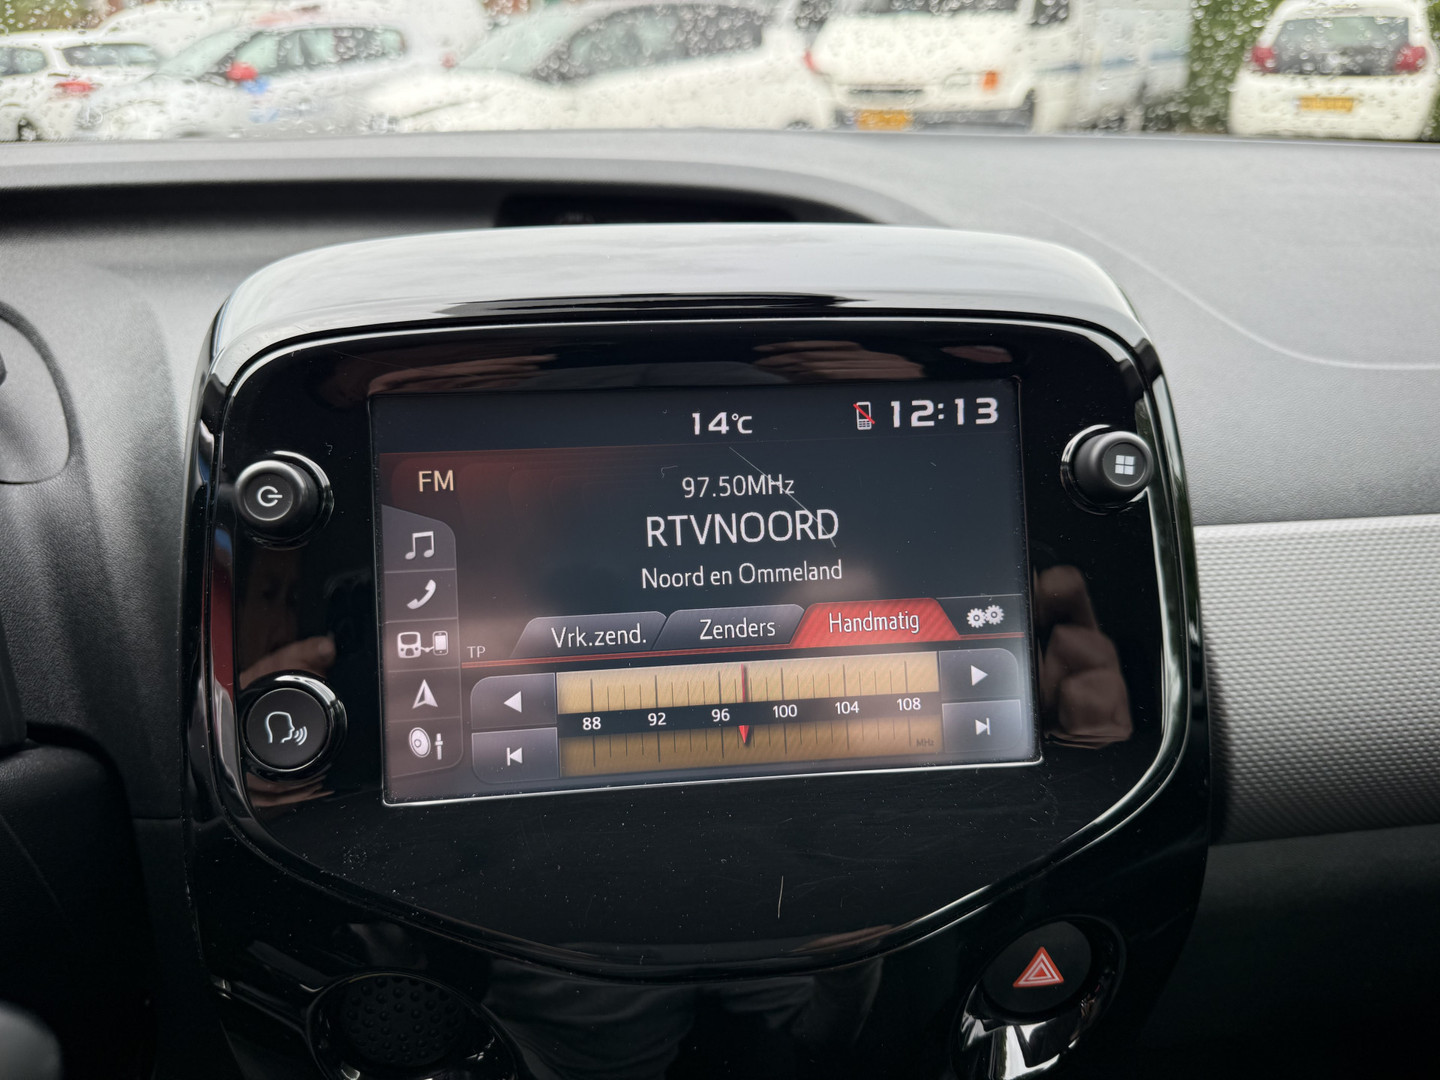 14°C
12:13
FM
97.50MHz
RTVNOORD
Noord en Ommeland
TP
Vrk.zend.
Zenders
Handmatig
88 92 96 100 104 108
MHz